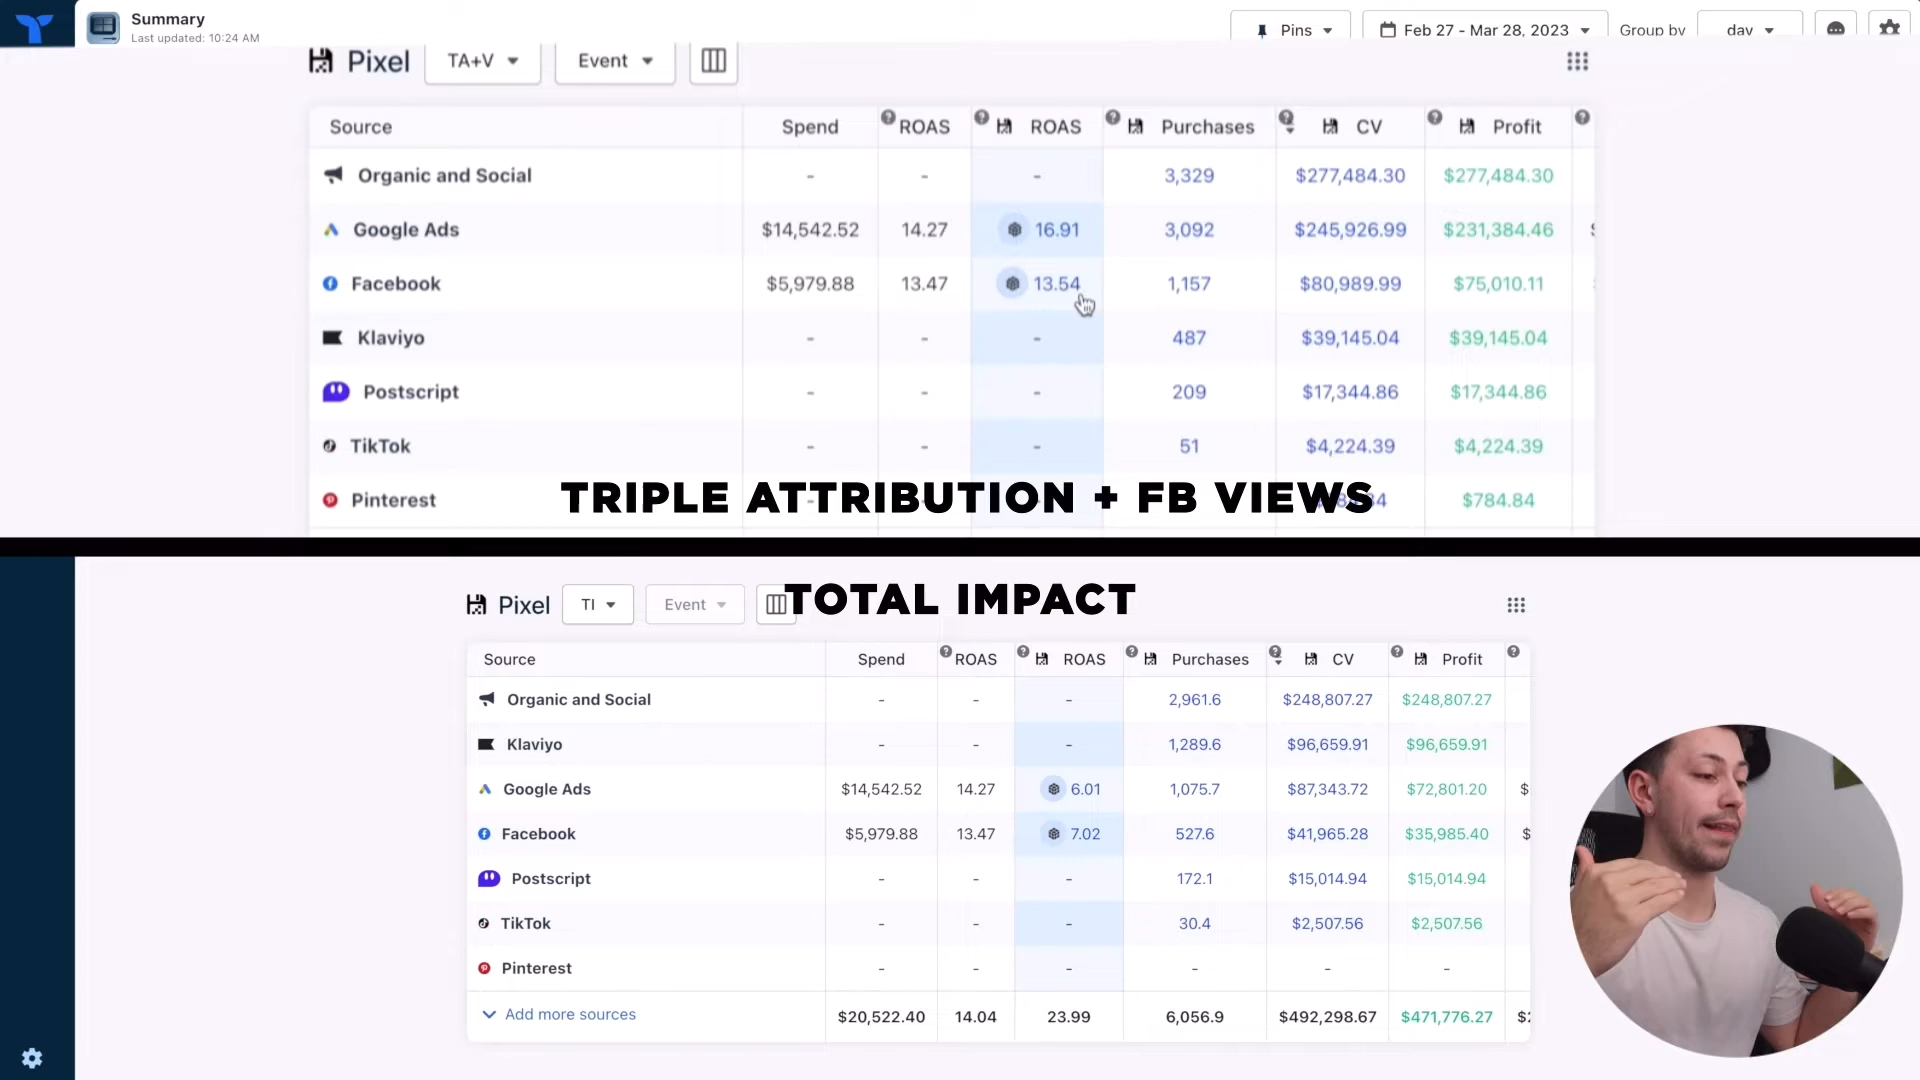 Summary
Last updated: 10:24 AM
Pins
Feb 27 - Mar 28, 2023
Group by
day
Pixel
TA+V
Event
Source Spend ROAS ROAS Purchases CV Profit
Organic and Social - - - 3,329 $277,484.30 $277,484.30
Google Ads $14,542.52 14.27 16.91 3,092 $245,926.99 $231,384.46
Facebook $5,979.88 13.47 13.54 1,157 $80,989.99 $75,010.11
Klaviyo - - - 487 $39,145.04 $39,145.04
Postscript - - - 209 $17,344.86 $17,344.86
TikTok - - - 51 $4,224.39 $4,224.39
Pinterest $784.84
TRIPLE ATTRIBUTION + FB VIEWS
TOTAL IMPACT
Pixel
TI
Event
Source Spend ROAS ROAS Purchases CV Profit
Organic and Social - - - 2,961.6 $248,807.27 $248,807.27
Klaviyo - - - 1,289.6 $96,659.91 $96,659.91
Google Ads $14,542.52 14.27 6.01 1,075.7 $87,343.72 $72,801.20 $
Facebook $5,979.88 13.47 7.02 527.6 $41,965.28 $35,985.40 $
Postscript - - - 172.1 $15,014.94 $15,014.94
TikTok - - - 30.4 $2,507.56 $2,507.56
Pinterest - - - - - -
Add more sources $20,522.40 14.04 23.99 6,056.9 $492,298.67 $471,776.27